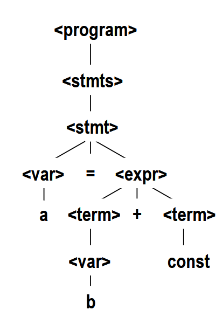 <program>
<stmts>
<stmt>
<var> = <expr>
a <term> + <term>
<var> const
b